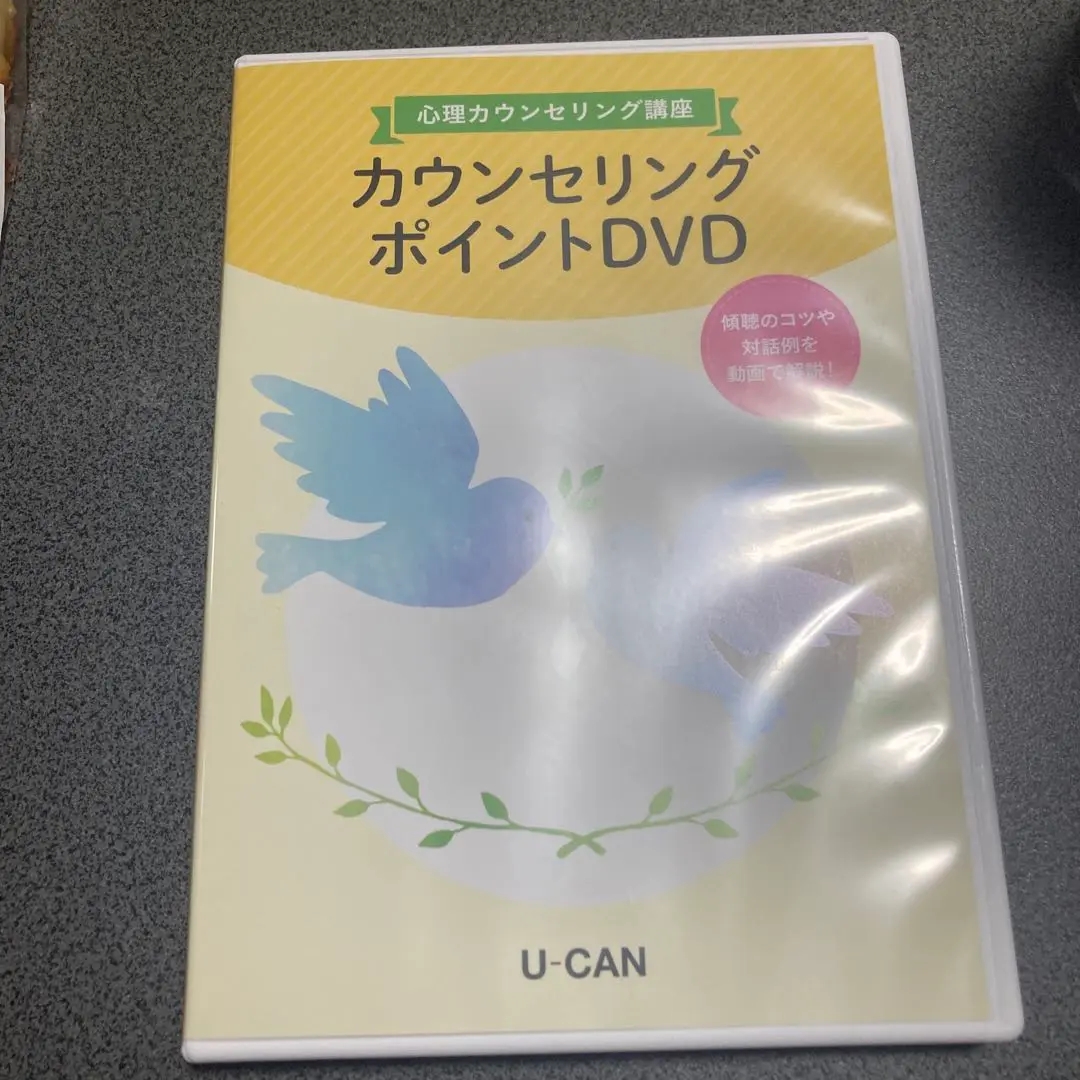 心理カウンセリング講座
カウンセリング
ポイントDVD
傾聴のコツや
対話例を
動画で解説!
U-CAN